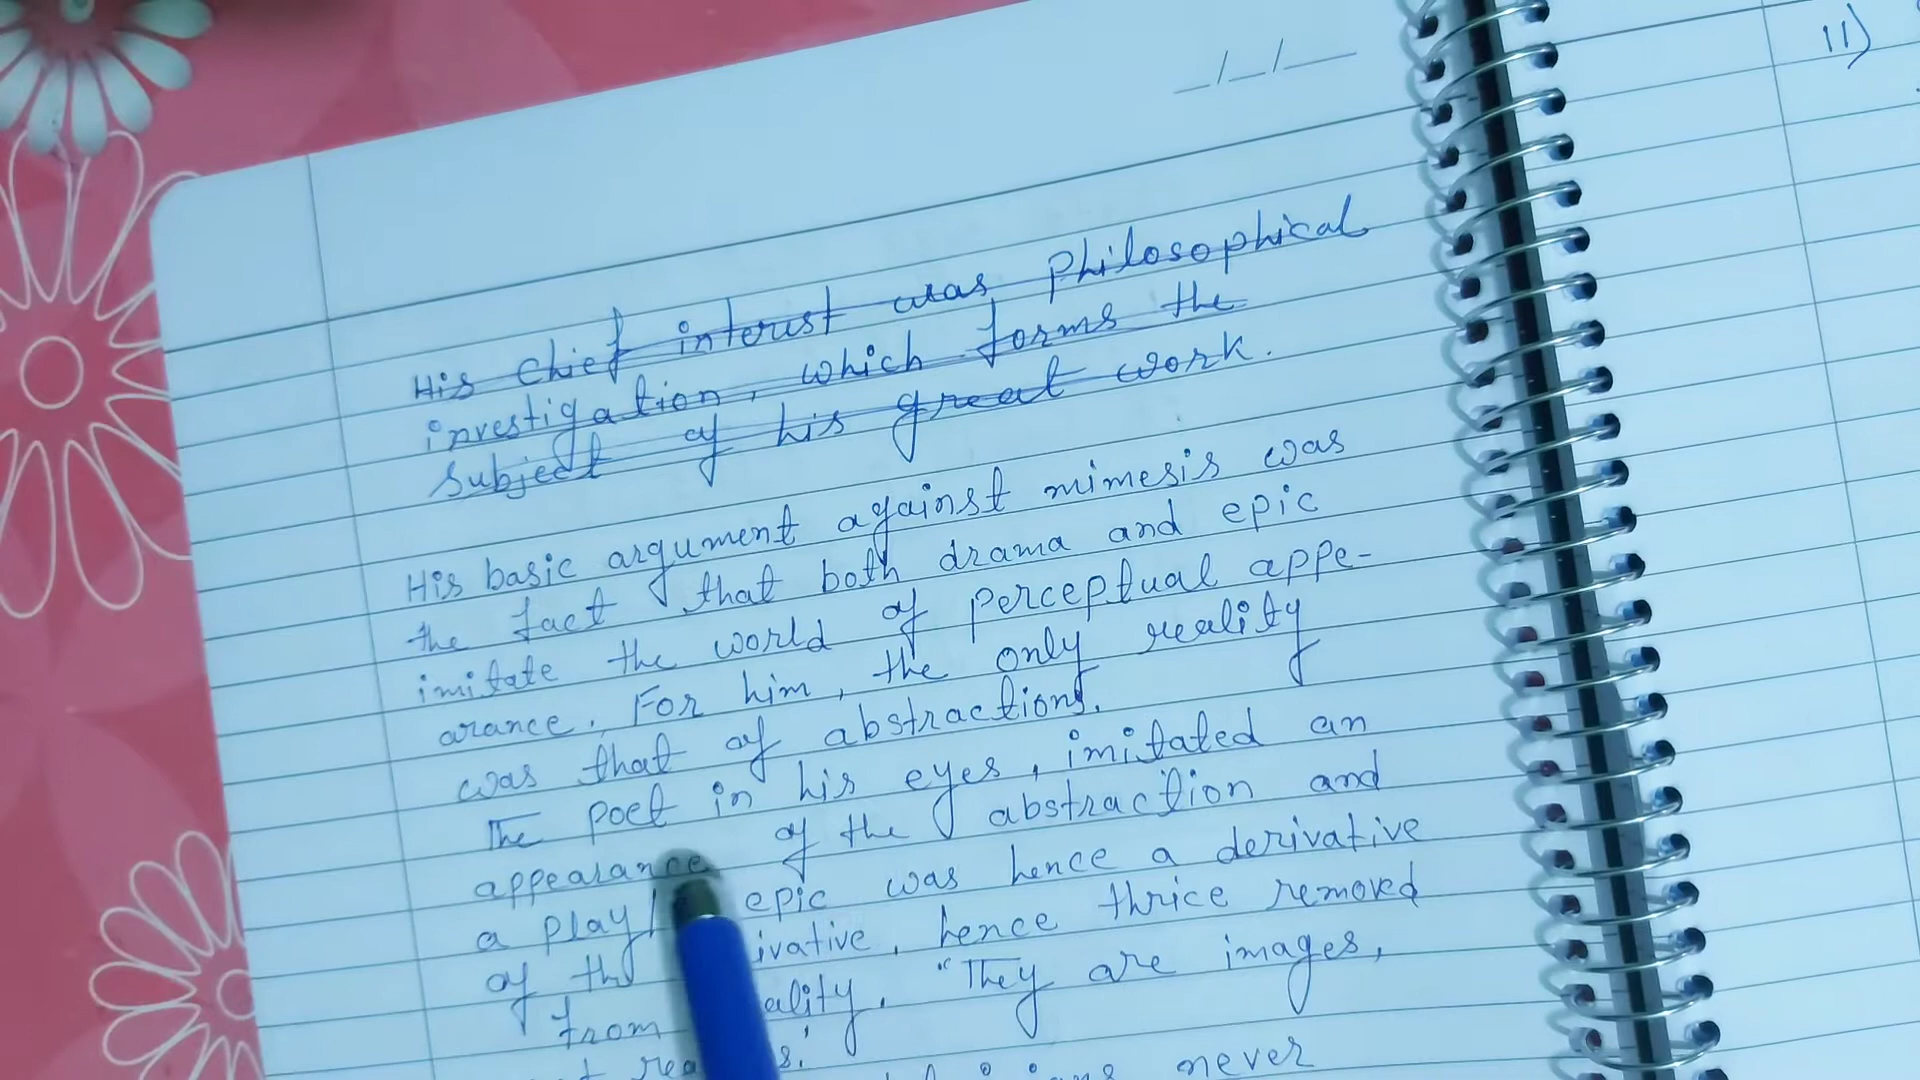 _/_/__
11)
His chief interest was philosophical
investigation, which forms the
subject of his great work.
His basic argument against mimesis was
the fact that both drama and epic
imitate the world of perceptual appe-
arance. For him, the only reality
was that of abstractions.
The poet in his eyes, imitated an
appearance of the abstraction and
a play epic was hence a derivative
of the ivative, hence thrice removed
from ality. "They are images,
never